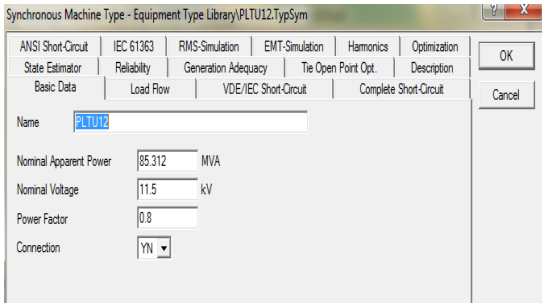 Synchronous Machine Type - Equipment Type Library\PLTU12.TypSym
ANSI Short-Circuit IEC 61363 RMS-Simulation EMT-Simulation Harmonics Optimization
State Estimator Reliability Generation Adequacy Tie Open Point Opt. Description
Basic Data Load Flow VDE/IEC Short-Circuit Complete Short-Circuit
OK
Cancel
Name PLTU12
Nominal Apparent Power 85.312 MVA
Nominal Voltage 11.5 kV
Power Factor 0.8
Connection YN